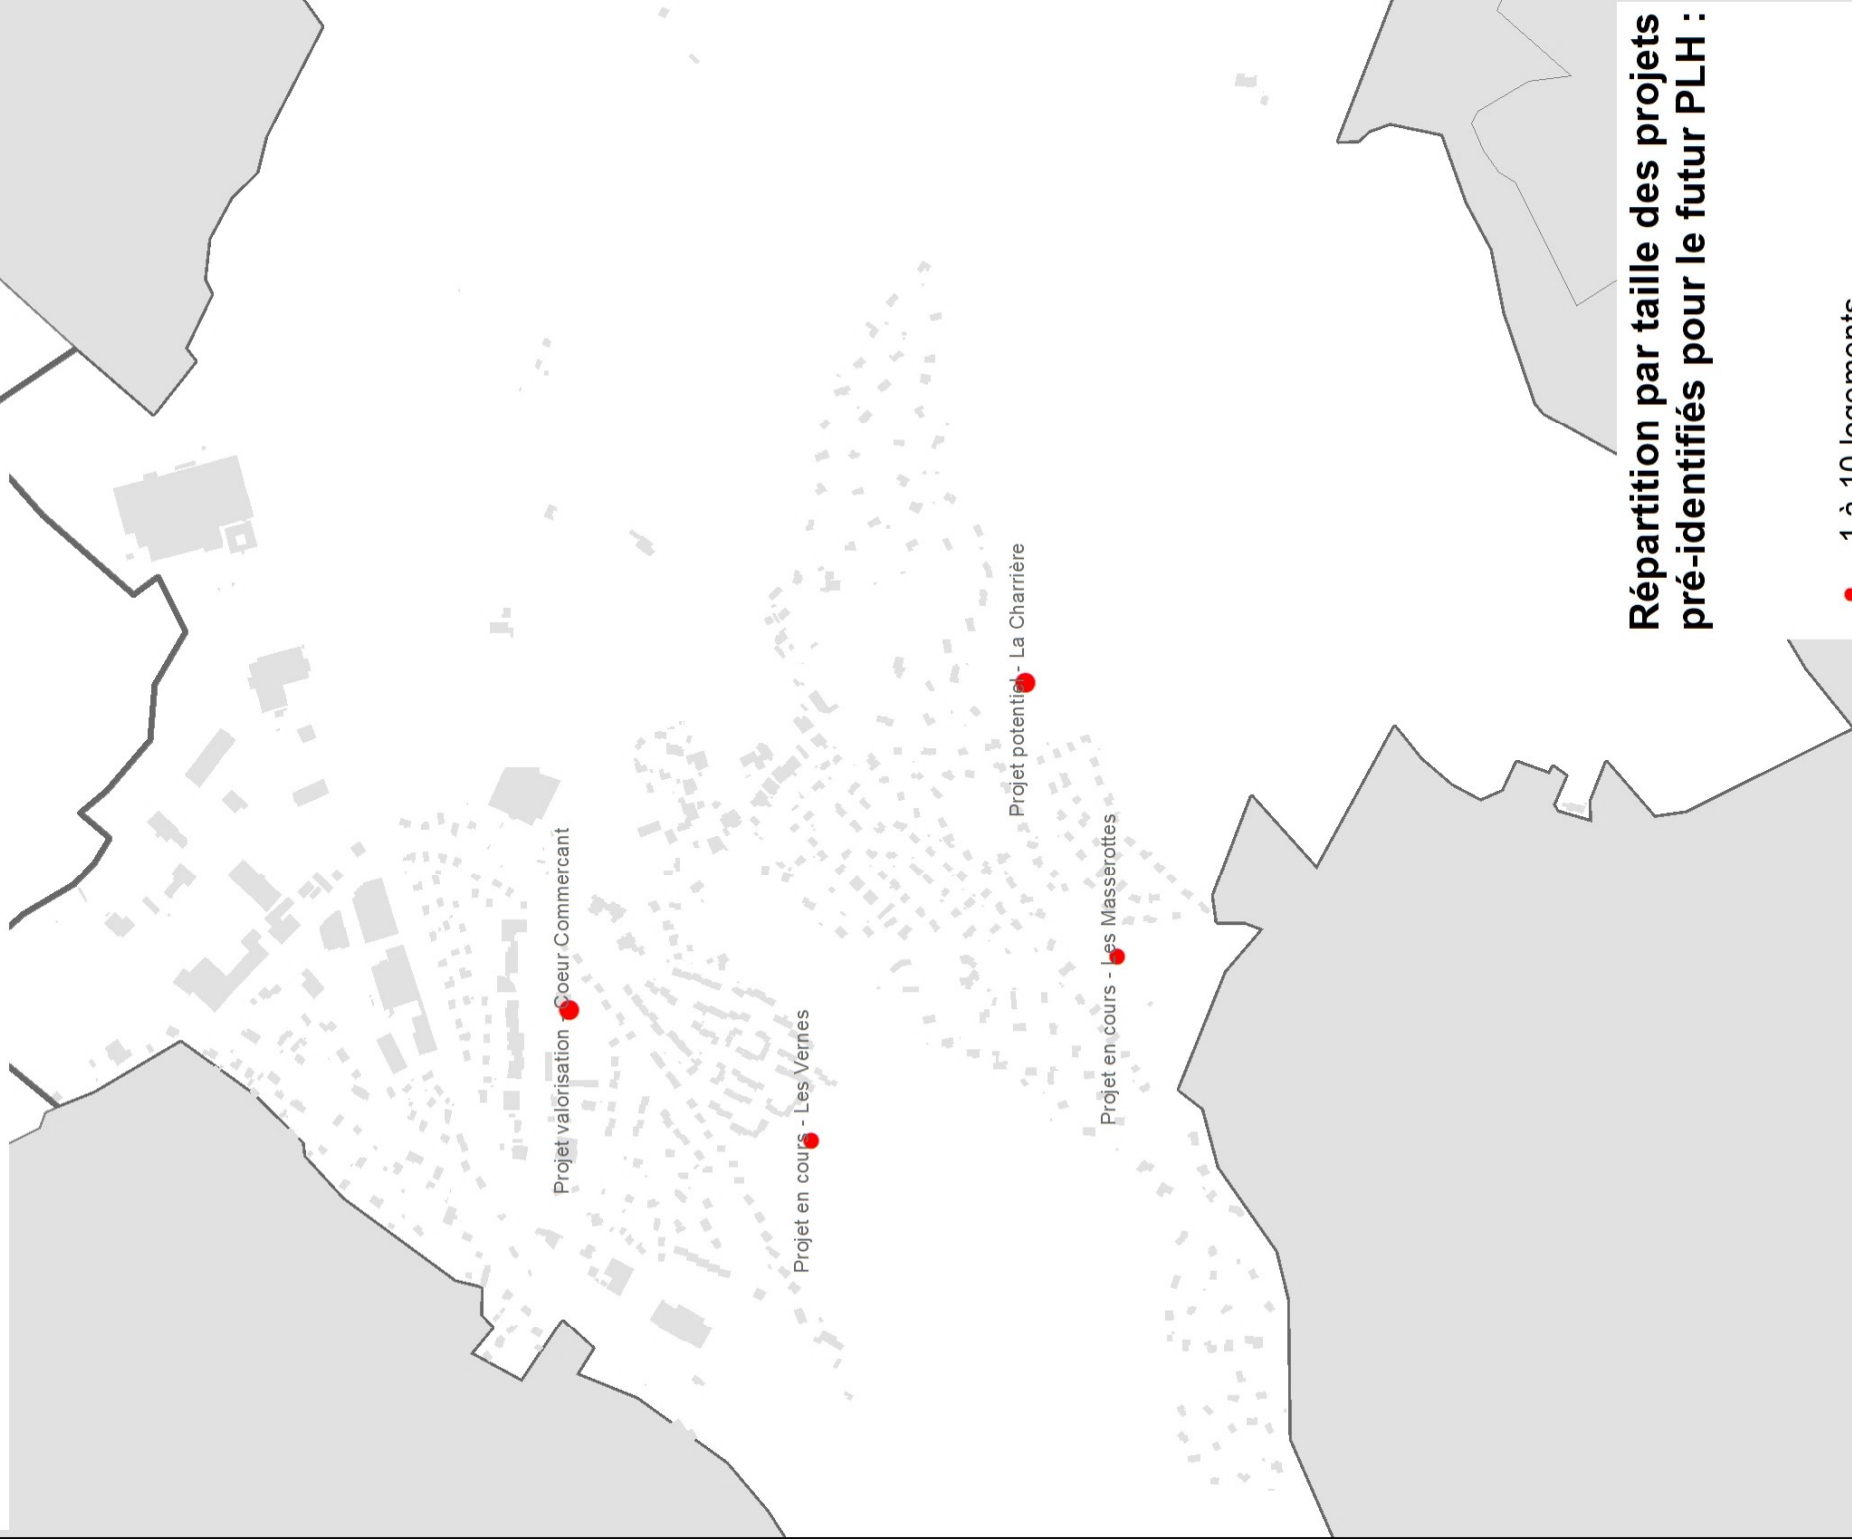 Projet valorisation - Coeur Commercant
Projet en cours - Les Vernes
Projet potentiel - La Charrière
Projet en cours - Les Masserottes
Répartition par taille des projets
pré-identifiés pour le futur PLH :
1 à 10 logements